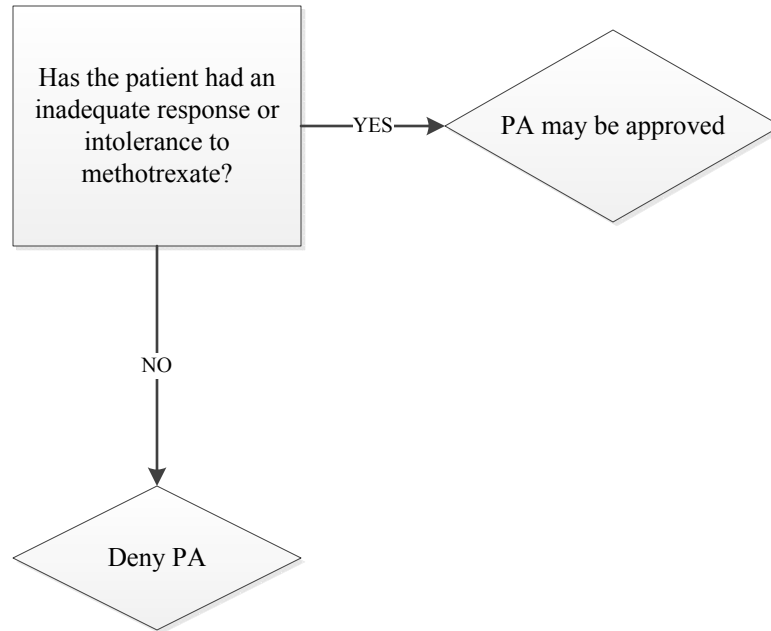 Has the patient had an
inadequate response or
intolerance to
methotrexate?
YES
PA may be approved
NO
Deny PA